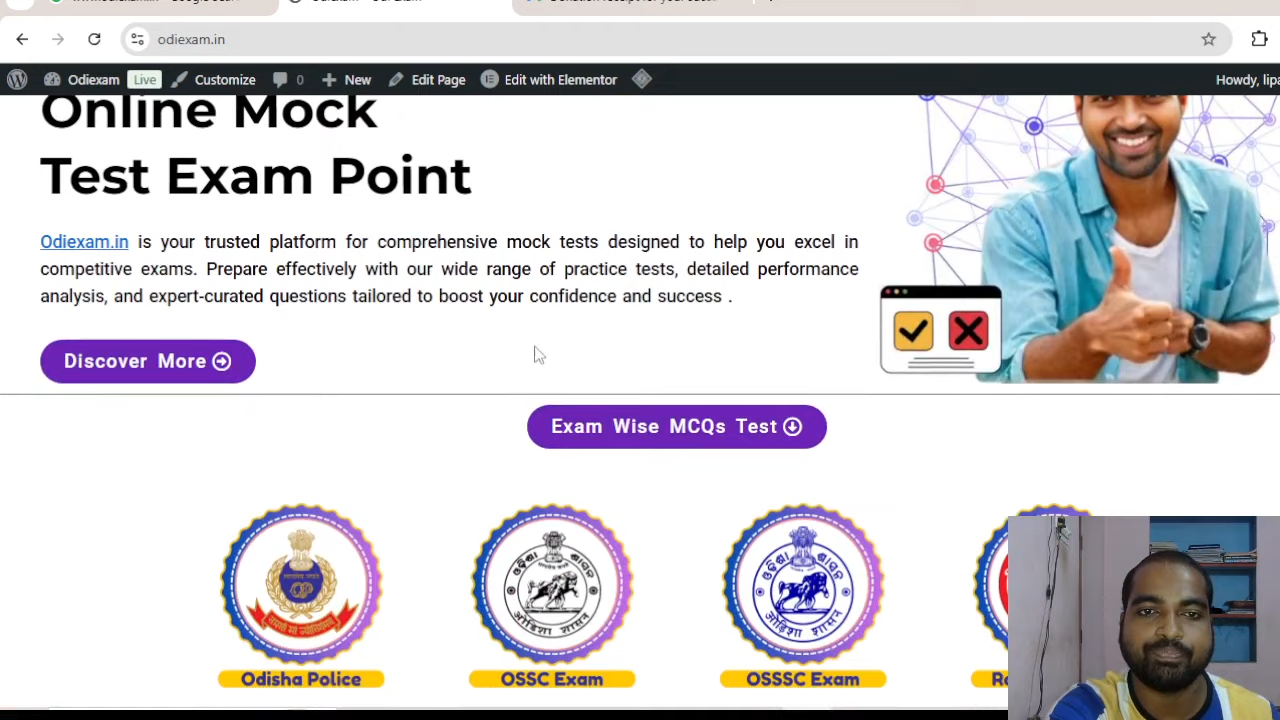 odiexam.in
Odiexam Live Customize 0 New Edit Page Edit with Elementor Howdy,
Online Mock
Test Exam Point
Odiexam.in is your trusted platform for comprehensive mock tests designed to help you excel in
competitive exams. Prepare effectively with our wide range of practice tests, detailed performance
analysis, and expert-curated questions tailored to boost your confidence and success .
Discover More
Exam Wise MCQs Test
Odisha Police
OSSC Exam
OSSSC Exam